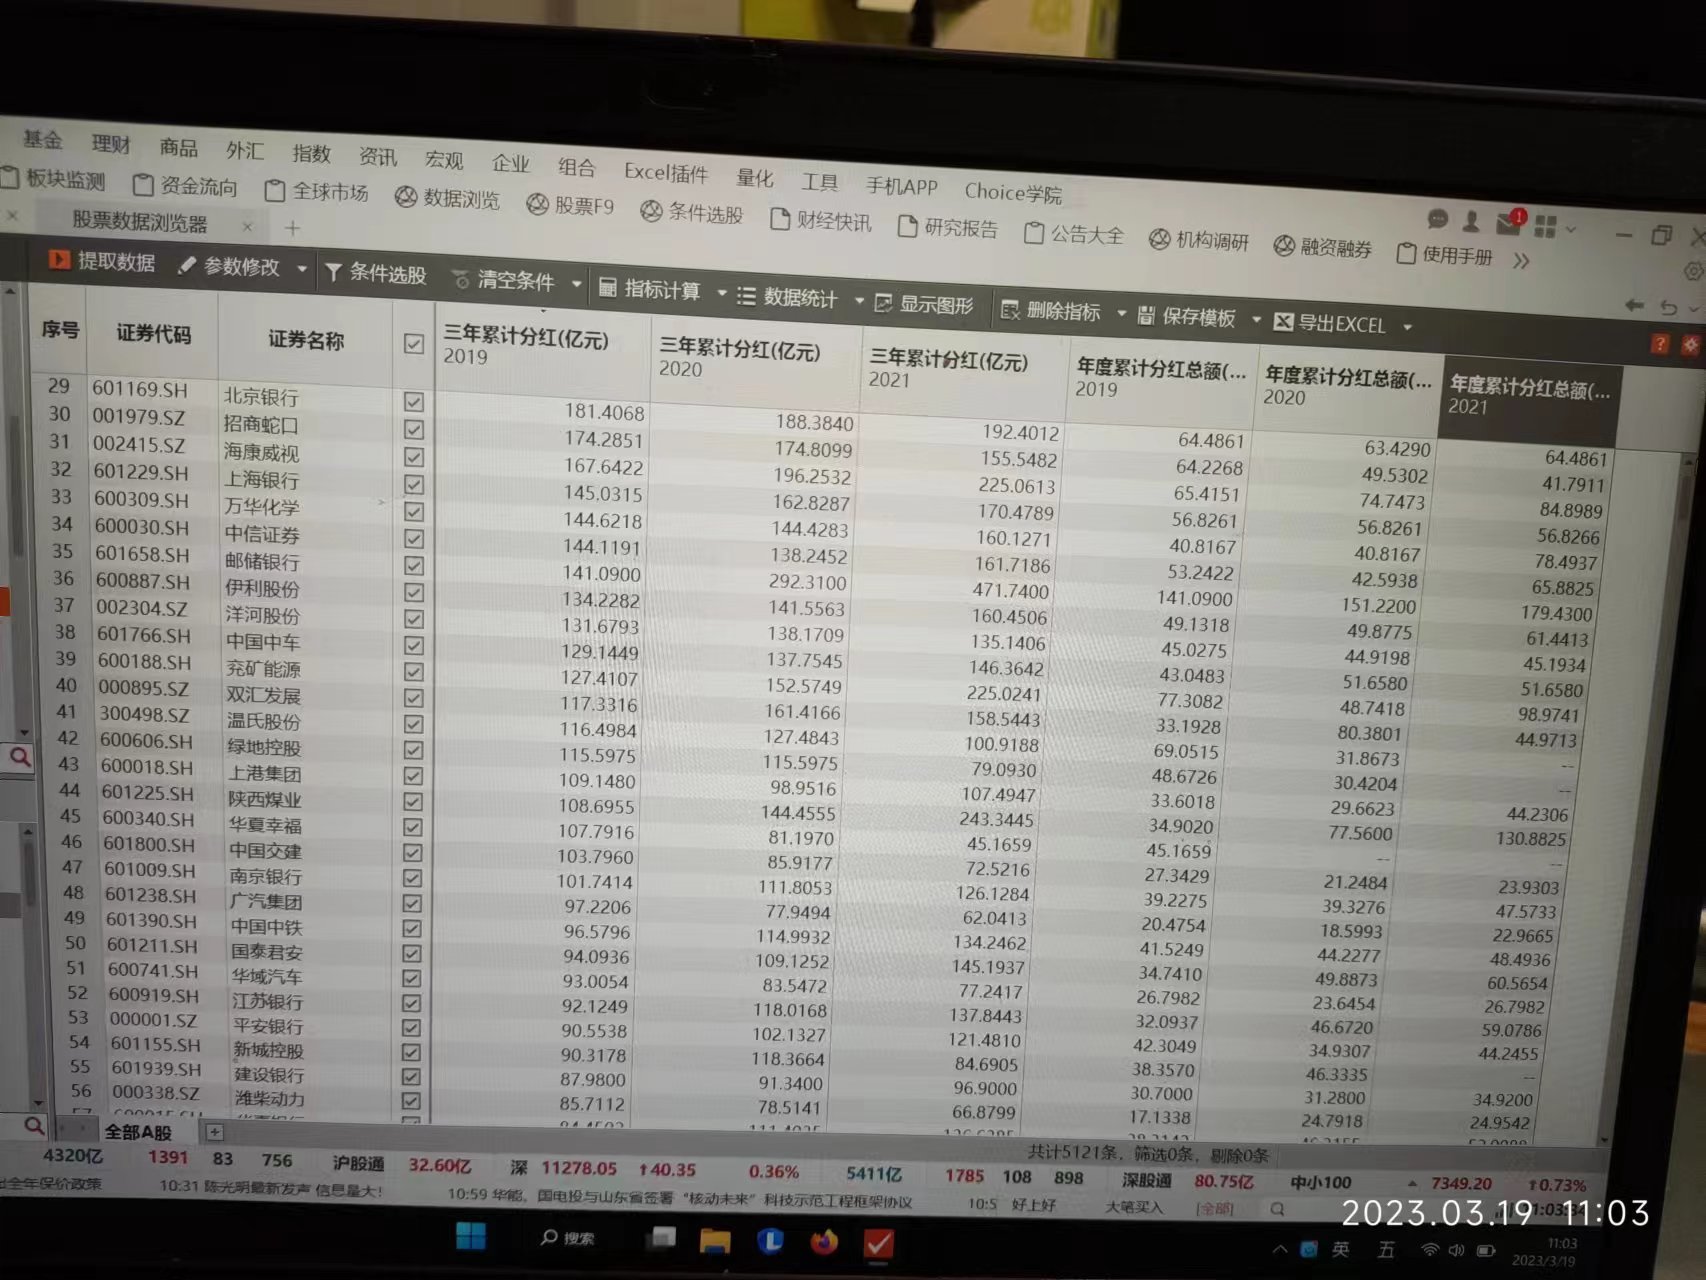 基金 理财 商品 外汇 指数 资讯 宏观 企业 组合 Excel插件 量化 工具 手机APP Choice学院
板块监测 资金流向 全球市场 数据浏览 股票F9 条件选股 财经快讯 研究报告 公告大全 机构调研 融资融券 使用手册 1
股票数据浏览器
提取数据 参数修改 条件选股 清空条件 指标计算 数据统计 显示图形 删除指标 保存模板 导出EXCEL
序号 证券代码 证券名称 三年累计分红(亿元) 2019 三年累计分红(亿元) 2020 三年累计分红(亿元) 2021 年度累计分红总额(... 2019 年度累计分红总额(... 2020 年度累计分红总额(... 2021
29 601169.SH 北京银行 181.4068 188.3840 192.4012 64.4861 63.4290 64.4861
30 001979.SZ 招商蛇口 174.2851 174.8099 155.5482 64.2268 49.5302 41.7911
31 002415.SZ 海康威视 167.6422 196.2532 225.0613 65.4151 74.7473 84.8989
32 601229.SH 上海银行 145.0315 162.8287 170.4789 56.8261 56.8261 56.8266
33 600309.SH 万华化学 144.6218 144.4283 160.1271 40.8167 40.8167 78.4937
34 600030.SH 中信证券 144.1191 138.2452 161.7186 53.2422 42.5938 65.8825
35 601658.SH 邮储银行 141.0900 292.3100 471.7400 141.0900 151.2200 179.4300
36 600887.SH 伊利股份 134.2282 141.5563 160.4506 49.1318 49.8775 61.4413
37 002304.SZ 洋河股份 131.6793 138.1709 135.1406 45.0275 44.9198 45.1934
38 601766.SH 中国中车 129.1449 137.7545 146.3642 43.0483 51.6580 51.6580
39 600188.SH 兖矿能源 127.4107 152.5749 225.0241 77.3082 48.7418 98.9741
40 000895.SZ 双汇发展 117.3316 161.4166 158.5443 33.1928 80.3801 44.9713
41 300498.SZ 温氏股份 116.4984 127.4843 100.9188 69.0515 31.8673 --
42 600606.SH 绿地控股 115.5975 115.5975 79.0930 48.6726 30.4204 --
43 600018.SH 上港集团 109.1480 98.9516 107.4947 33.6018 29.6623 44.2306
44 601225.SH 陕西煤业 108.6955 144.4555 243.3445 34.9020 77.5600 130.8825
45 600340.SH 华夏幸福 107.7916 81.1970 45.1659 45.1659 -- --
46 601800.SH 中国交建 103.7960 85.9177 72.5216 27.3429 21.2484 23.9303
47 601009.SH 南京银行 101.7414 111.8053 126.1284 39.2275 39.3276 47.5733
48 601238.SH 广汽集团 97.2206 77.9494 62.0413 20.4754 18.5993 22.9665
49 601390.SH 中国中铁 96.5796 114.9932 134.2462 41.5249 44.2277 48.4936
50 601211.SH 国泰君安 94.0936 109.1252 145.1937 34.7410 49.8873 60.5654
51 600741.SH 华域汽车 93.0054 83.5472 77.2417 26.7982 23.6454 26.7982
52 600919.SH 江苏银行 92.1249 118.0168 137.8443 32.0937 46.6720 59.0786
53 000001.SZ 平安银行 90.5538 102.1327 121.4810 42.3049 34.9307 44.2455
54 601155.SH 新城控股 90.3178 118.3664 84.6905 38.3570 46.3335 --
55 601939.SH 建设银行 87.9800 91.3400 96.9000 30.7000 31.2800 34.9200
56 000338.SZ 潍柴动力 85.7112 78.5141 66.8799 17.1338 24.7918 24.9542
全部A股 共计5121条，筛选0条，剔除0条
4320亿 1391 83 756 沪股通 32.60亿 深 11278.05 ↑40.35 0.36% 5411亿 1785 108 898 深股通 80.75亿 中小100 7349.20 ↑0.73%
出全年保价政策 10:31 陈光明最新发声 信息量大! 10:59 华能、国电投与山东省签署“核动未来”科技示范工程框架协议 10:5 好上好 大笔买入 [全部]
2023.03.19 11:03
搜索 英 五 11:03
2023/3/19